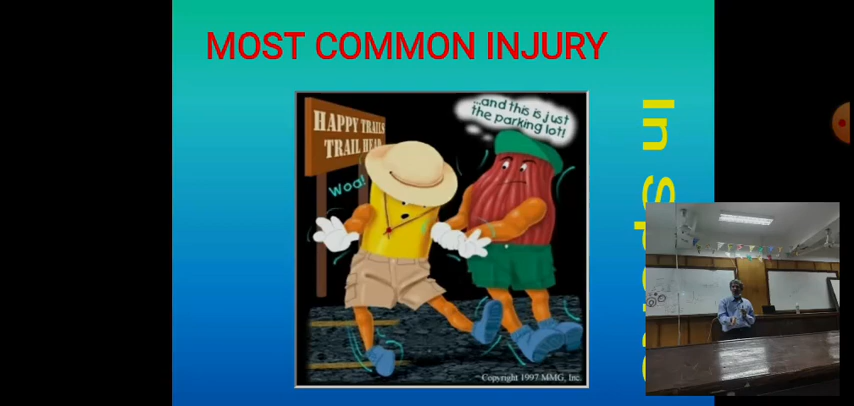 MOST COMMON INJURY
...and this is just
the parking lot!
HAPPY TRAILS
TRAIL HEAD
Woa!
In
Copyright 1997 MMG, Inc.